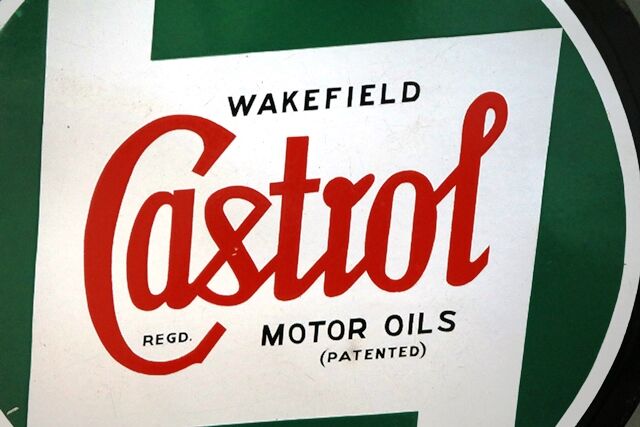 WAKEFIELD
Castrol
REGD. MOTOR OILS
(PATENTED)